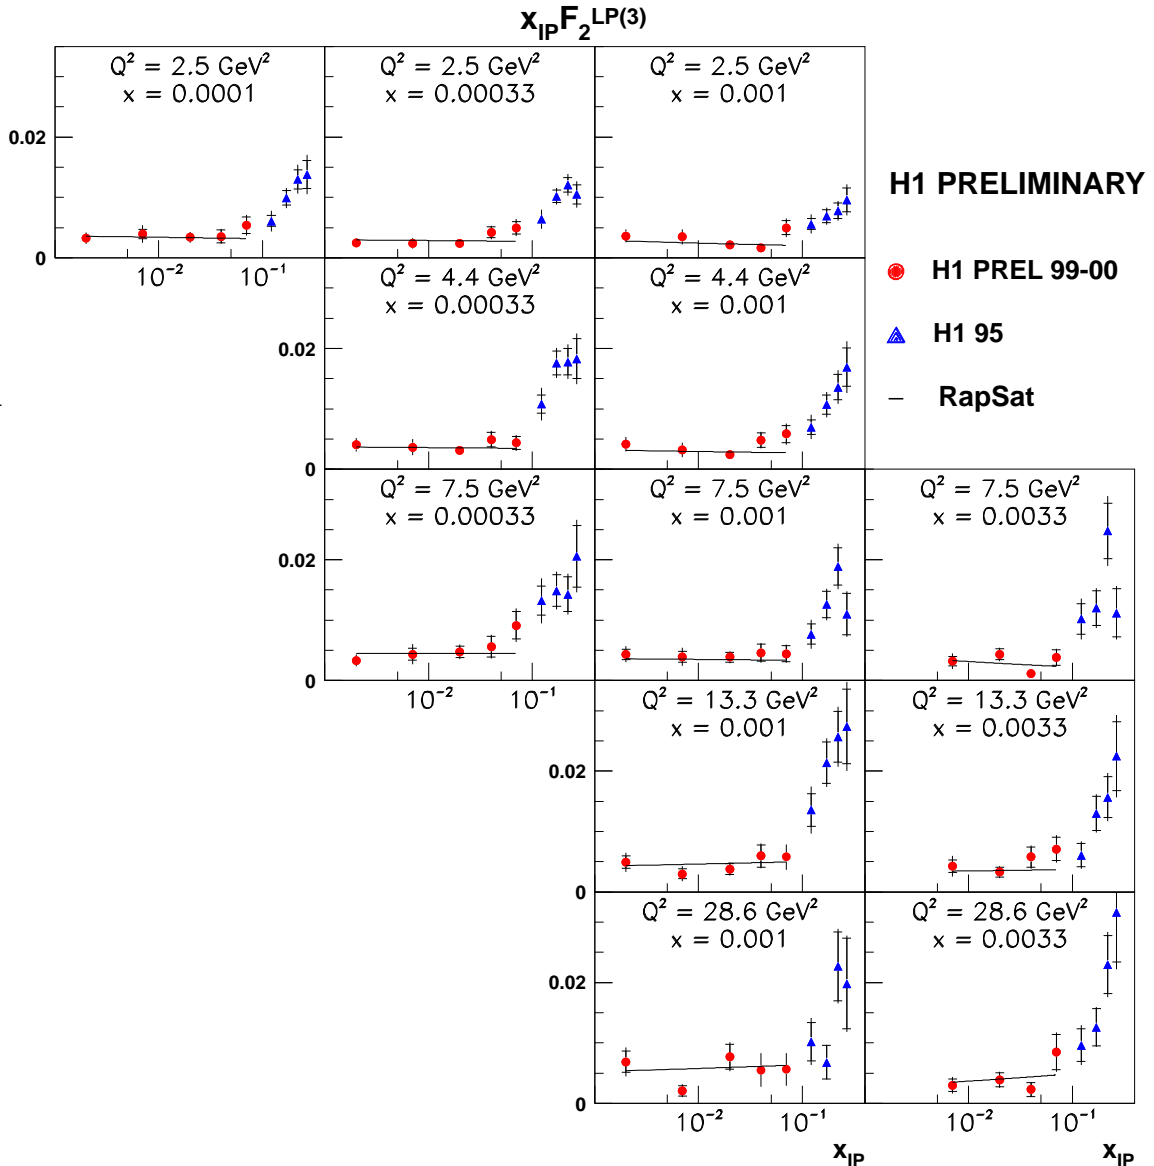 x_IP F₂^LP(3)
Q² = 2.5 GeV²
x = 0.0001
Q² = 2.5 GeV²
x = 0.00033
Q² = 2.5 GeV²
x = 0.001
0.02
0
10⁻²
10⁻¹
H1 PRELIMINARY
H1 PREL 99-00
H1 95
RapSat
Q² = 4.4 GeV²
x = 0.00033
Q² = 4.4 GeV²
x = 0.001
0.02
0
Q² = 7.5 GeV²
x = 0.00033
Q² = 7.5 GeV²
x = 0.001
Q² = 7.5 GeV²
x = 0.0033
0.02
0
10⁻²
10⁻¹
Q² = 13.3 GeV²
x = 0.001
Q² = 13.3 GeV²
x = 0.0033
0.02
0
Q² = 28.6 GeV²
x = 0.001
Q² = 28.6 GeV²
x = 0.0033
0.02
0
10⁻²
10⁻¹
10⁻²
10⁻¹
x_IP
x_IP